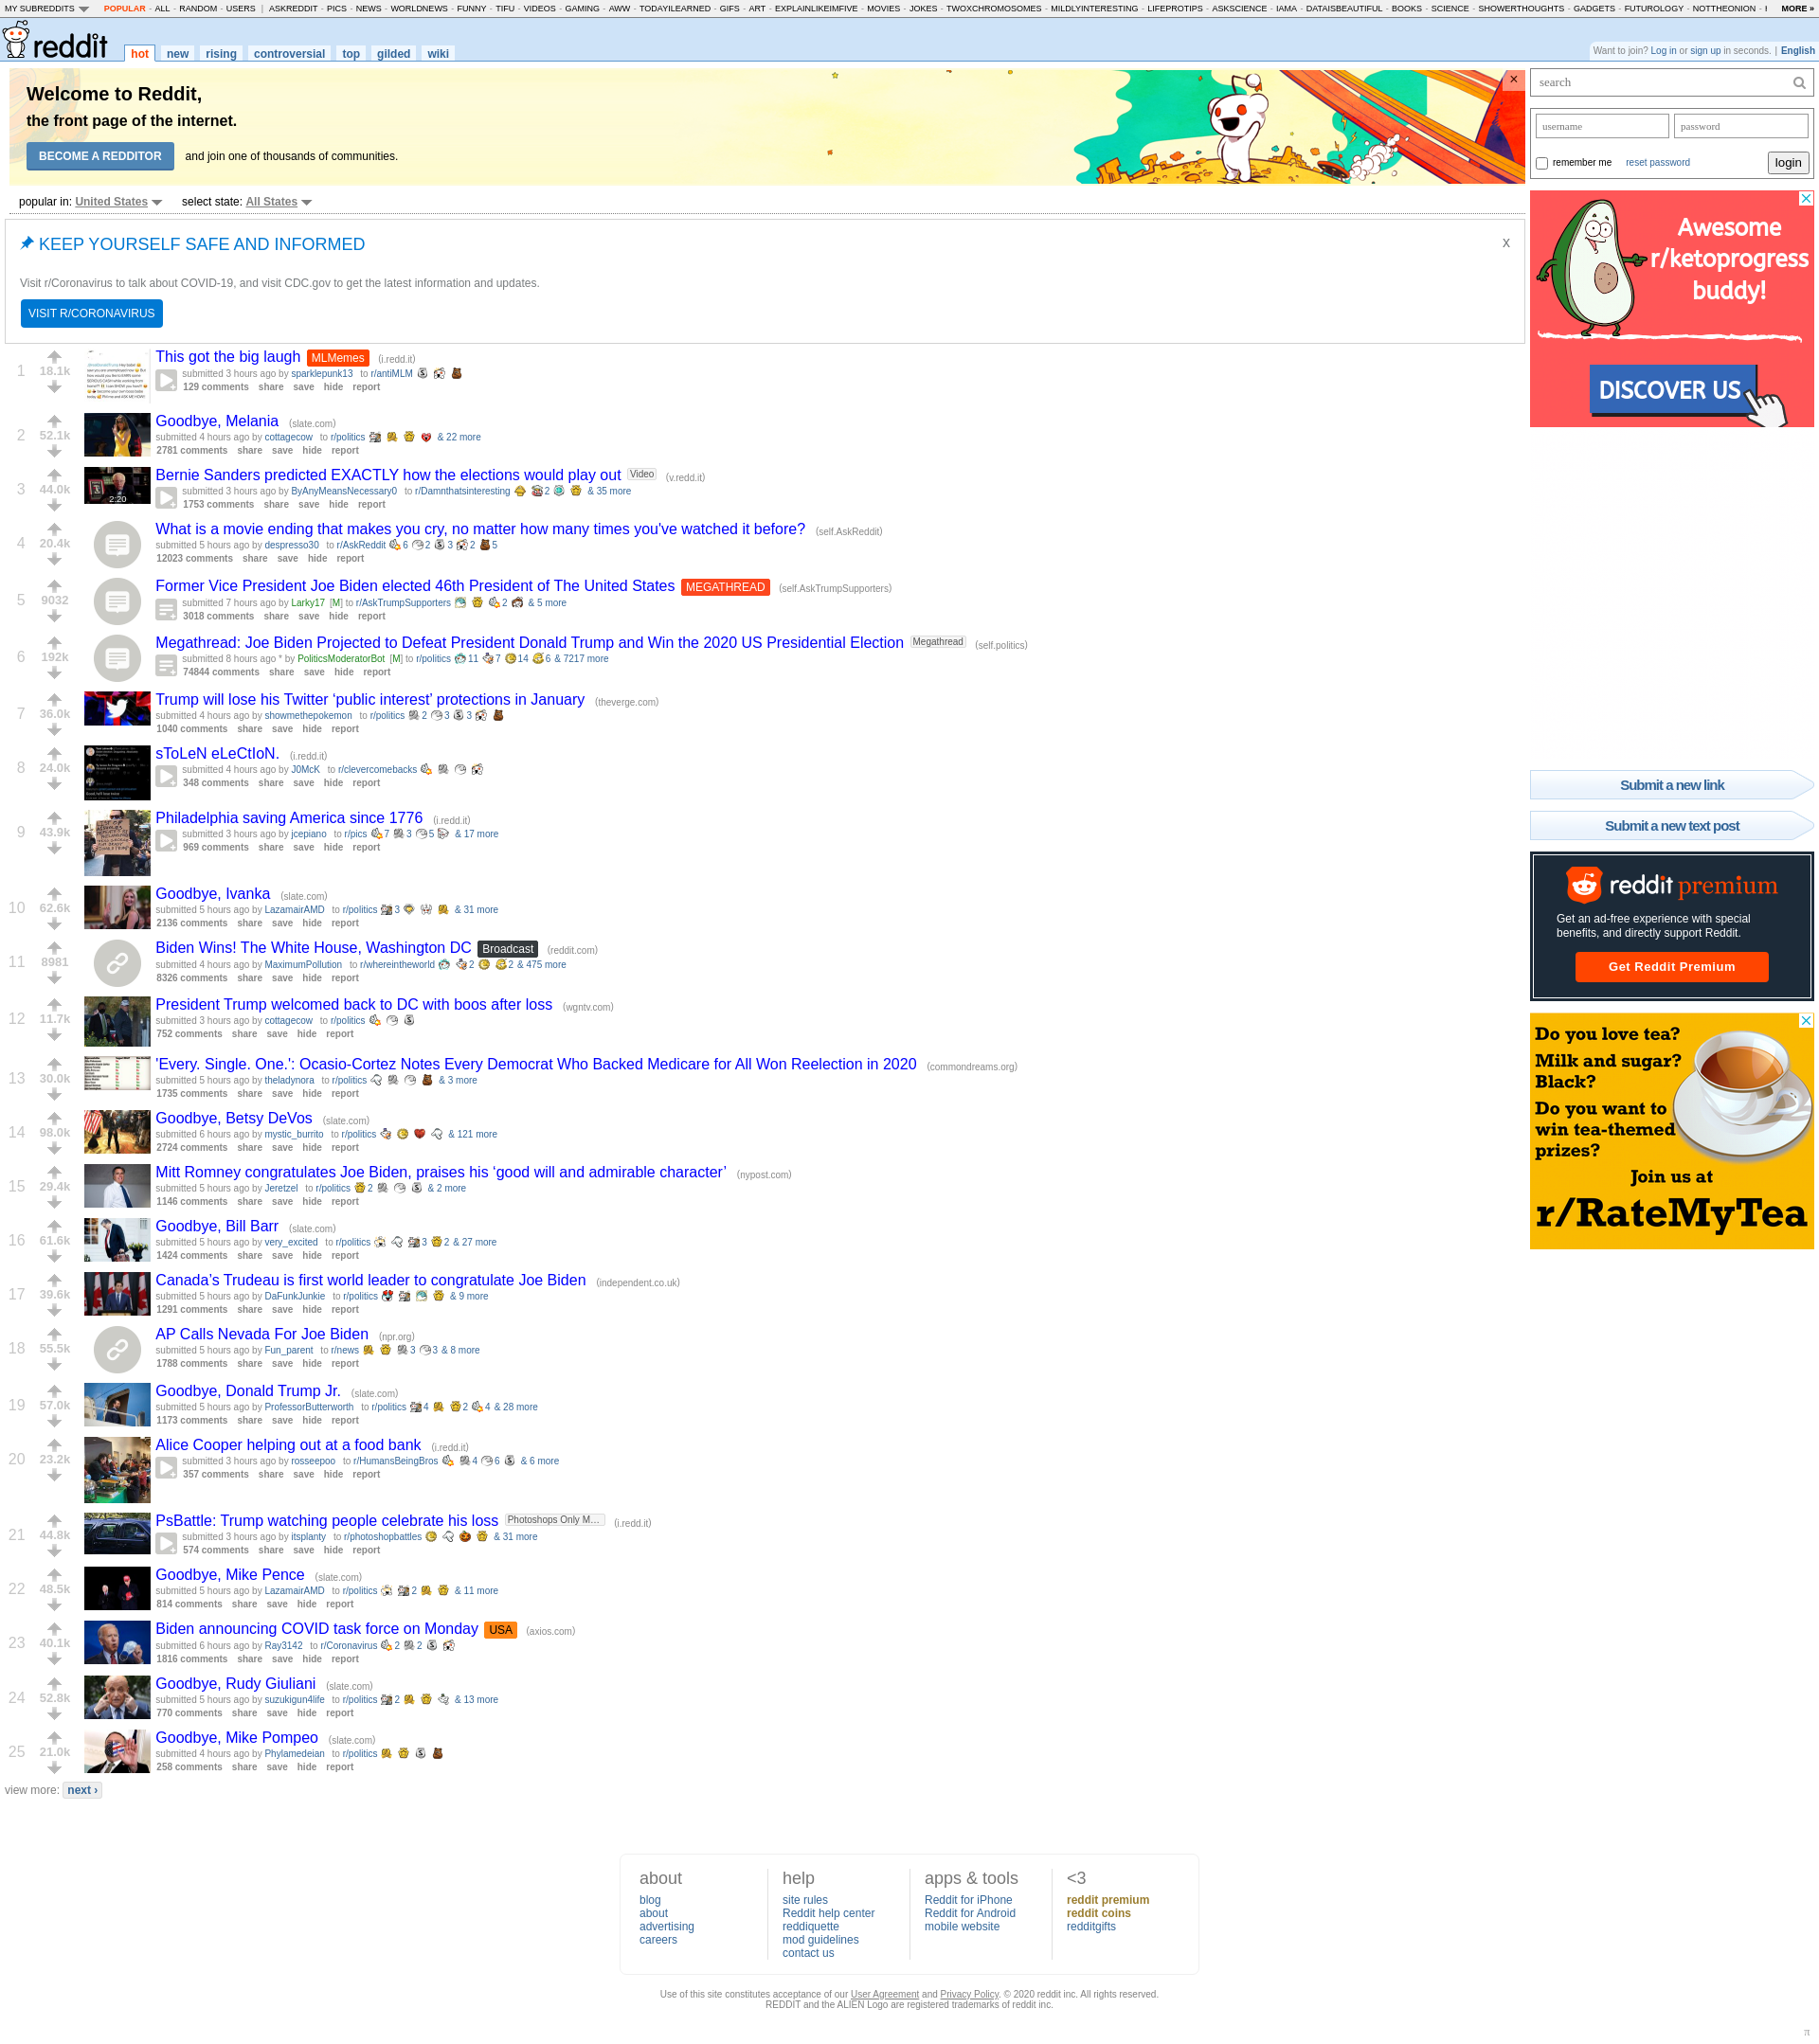 MY SUBREDDITS POPULAR - ALL - RANDOM - USERS | ASKREDDIT - PICS - NEWS - WORLDNEWS - FUNNY - TIFU - VIDEOS - GAMING - AWW - TODAYILEARNED - GIFS - ART - EXPLAINLIKEIMFIVE - MOVIES - JOKES - TWOXCHROMOSOMES - MILDLYINTERESTING - LIFEPROTIPS - ASKSCIENCE - IAMA - DATAISBEAUTIFUL - BOOKS - SCIENCE - SHOWERTHOUGHTS - GADGETS - FUTUROLOGY - NOTTHEONION - MORE »
reddit hot new rising controversial top gilded wiki
Want to join? Log in or sign up in seconds. | English
Welcome to Reddit,
the front page of the internet.
BECOME A REDDITOR and join one of thousands of communities.
×
search
username password
remember me reset password login
popular in: United States select state: All States
KEEP YOURSELF SAFE AND INFORMED x
Visit r/Coronavirus to talk about COVID-19, and visit CDC.gov to get the latest information and updates.
VISIT R/CORONAVIRUS
1 18.1k
This got the big laugh MLMemes (i.redd.it)
submitted 3 hours ago by sparklepunk13 to r/antiMLM
129 comments share save hide report
2 52.1k
Goodbye, Melania (slate.com)
submitted 4 hours ago by cottagecow to r/politics & 22 more
2781 comments share save hide report
3 44.0k 2:20
Bernie Sanders predicted EXACTLY how the elections would play out Video (v.redd.it)
submitted 3 hours ago by ByAnyMeansNecessary0 to r/Damnthatsinteresting 2 & 35 more
1753 comments share save hide report
4 20.4k
What is a movie ending that makes you cry, no matter how many times you've watched it before? (self.AskReddit)
submitted 5 hours ago by despresso30 to r/AskReddit 6 2 3 2 5
12023 comments share save hide report
5 9032
Former Vice President Joe Biden elected 46th President of The United States MEGATHREAD (self.AskTrumpSupporters)
submitted 7 hours ago by Larky17 [M] to r/AskTrumpSupporters 2 & 5 more
3018 comments share save hide report
6 192k
Megathread: Joe Biden Projected to Defeat President Donald Trump and Win the 2020 US Presidential Election Megathread (self.politics)
submitted 8 hours ago * by PoliticsModeratorBot [M] to r/politics 11 7 14 6 & 7217 more
74844 comments share save hide report
7 36.0k
Trump will lose his Twitter ‘public interest’ protections in January (theverge.com)
submitted 4 hours ago by showmethepokemon to r/politics 2 3 3
1040 comments share save hide report
8 24.0k
sToLeN eLeCtIoN. (i.redd.it)
submitted 4 hours ago by J0McK to r/clevercomebacks
348 comments share save hide report
9 43.9k
Philadelphia saving America since 1776 (i.redd.it)
submitted 3 hours ago by jcepiano to r/pics 7 3 5 & 17 more
969 comments share save hide report
10 62.6k
Goodbye, Ivanka (slate.com)
submitted 5 hours ago by LazamairAMD to r/politics 3 & 31 more
2136 comments share save hide report
11 8981
Biden Wins! The White House, Washington DC Broadcast (reddit.com)
submitted 4 hours ago by MaximumPollution to r/whereintheworld 2 2 & 475 more
8326 comments share save hide report
12 11.7k
President Trump welcomed back to DC with boos after loss (wgntv.com)
submitted 3 hours ago by cottagecow to r/politics
752 comments share save hide report
13 30.0k
'Every. Single. One.': Ocasio-Cortez Notes Every Democrat Who Backed Medicare for All Won Reelection in 2020 (commondreams.org)
submitted 5 hours ago by theladynora to r/politics & 3 more
1735 comments share save hide report
14 98.0k
Goodbye, Betsy DeVos (slate.com)
submitted 6 hours ago by mystic_burrito to r/politics & 121 more
2724 comments share save hide report
15 29.4k
Mitt Romney congratulates Joe Biden, praises his ‘good will and admirable character’ (nypost.com)
submitted 5 hours ago by Jeretzel to r/politics 2 & 2 more
1146 comments share save hide report
16 61.6k
Goodbye, Bill Barr (slate.com)
submitted 5 hours ago by very_excited to r/politics 3 2 & 27 more
1424 comments share save hide report
17 39.6k
Canada’s Trudeau is first world leader to congratulate Joe Biden (independent.co.uk)
submitted 5 hours ago by DaFunkJunkie to r/politics & 9 more
1291 comments share save hide report
18 55.5k
AP Calls Nevada For Joe Biden (npr.org)
submitted 5 hours ago by Fun_parent to r/news 3 3 & 8 more
1788 comments share save hide report
19 57.0k
Goodbye, Donald Trump Jr. (slate.com)
submitted 5 hours ago by ProfessorButterworth to r/politics 4 2 4 & 28 more
1173 comments share save hide report
20 23.2k
Alice Cooper helping out at a food bank (i.redd.it)
submitted 3 hours ago by rosseepoo to r/HumansBeingBros 4 6 & 6 more
357 comments share save hide report
21 44.8k
PsBattle: Trump watching people celebrate his loss Photoshops Only M… (i.redd.it)
submitted 3 hours ago by itsplanty to r/photoshopbattles & 31 more
574 comments share save hide report
22 48.5k
Goodbye, Mike Pence (slate.com)
submitted 5 hours ago by LazamairAMD to r/politics 2 & 11 more
814 comments share save hide report
23 40.1k
Biden announcing COVID task force on Monday USA (axios.com)
submitted 6 hours ago by Ray3142 to r/Coronavirus 2 2
1816 comments share save hide report
24 52.8k
Goodbye, Rudy Giuliani (slate.com)
submitted 5 hours ago by suzukigun4life to r/politics 2 & 13 more
770 comments share save hide report
25 21.0k
Goodbye, Mike Pompeo (slate.com)
submitted 4 hours ago by Phylamedeian to r/politics
258 comments share save hide report
view more: next ›
Awesome
r/ketoprogress
buddy!
DISCOVER US
Submit a new link
Submit a new text post
reddit premium
Get an ad-free experience with special
benefits, and directly support Reddit.
Get Reddit Premium
Do you love tea?
Milk and sugar?
Black?
Do you want to
win tea-themed
prizes?
Join us at
r/RateMyTea
about
blog
about
advertising
careers
help
site rules
Reddit help center
reddiquette
mod guidelines
contact us
apps & tools
Reddit for iPhone
Reddit for Android
mobile website
<3
reddit premium
reddit coins
redditgifts
Use of this site constitutes acceptance of our User Agreement and Privacy Policy. © 2020 reddit inc. All rights reserved.
REDDIT and the ALIEN Logo are registered trademarks of reddit inc.
π